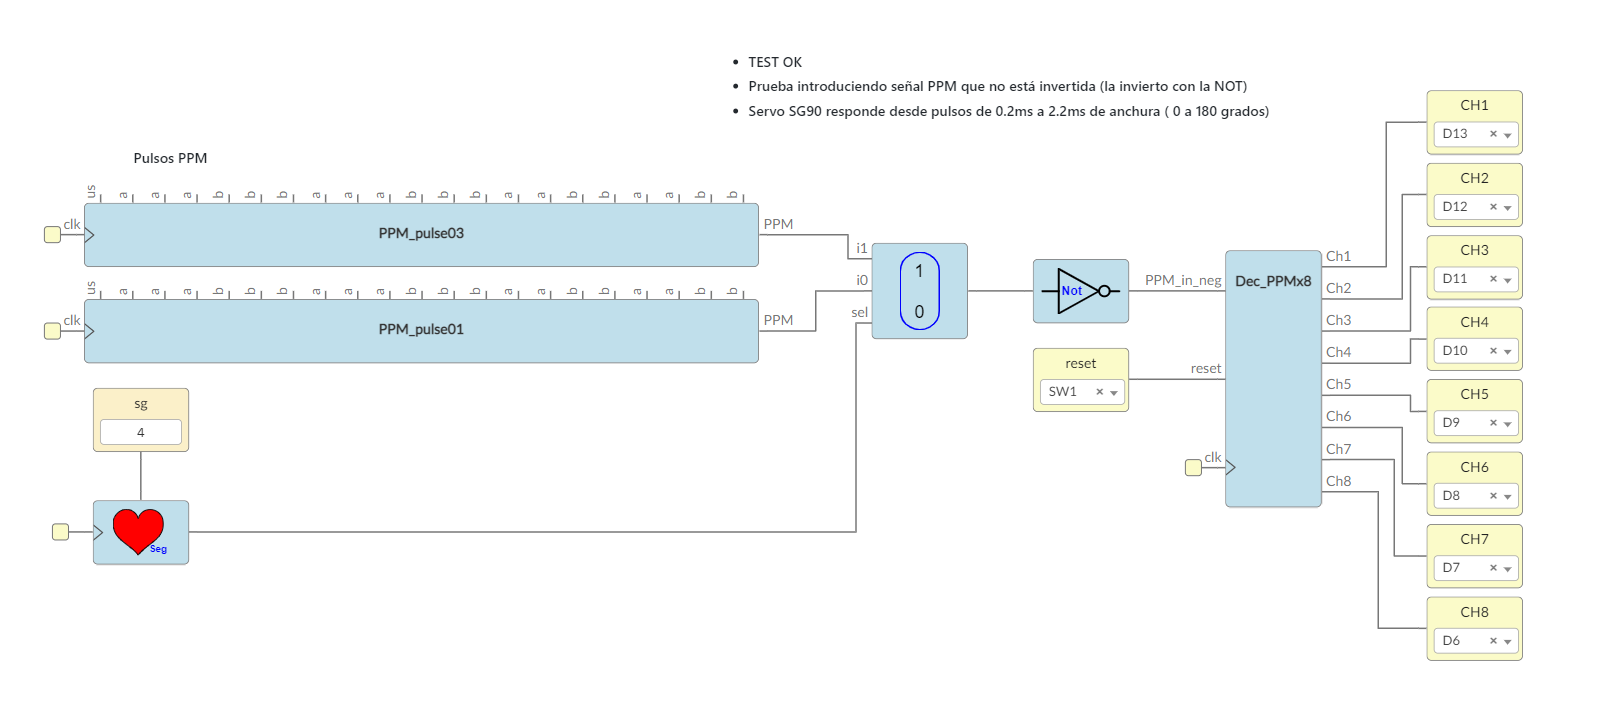 TEST OK
Prueba introduciendo señal PPM que no está invertida (la invierto con la NOT)
Servo SG90 responde desde pulsos de 0.2ms a 2.2ms de anchura ( 0 a 180 grados)
Pulsos PPM
us a a a b b b a a a b b b a a b b a a b b
clk PPM_pulse03 PPM
us a a a b b b a a a b b b a a b b a a b b
clk PPM_pulse01 PPM
i1
i0
sel
1
0
Not
PPM_in_neg
reset
SW1 ×
reset
clk
Dec_PPMx8
Ch1
Ch2
Ch3
Ch4
Ch5
Ch6
Ch7
Ch8
CH1
D13 ×
CH2
D12 ×
CH3
D11 ×
CH4
D10 ×
CH5
D9 ×
CH6
D8 ×
CH7
D7 ×
CH8
D6 ×
sg
4
Seg